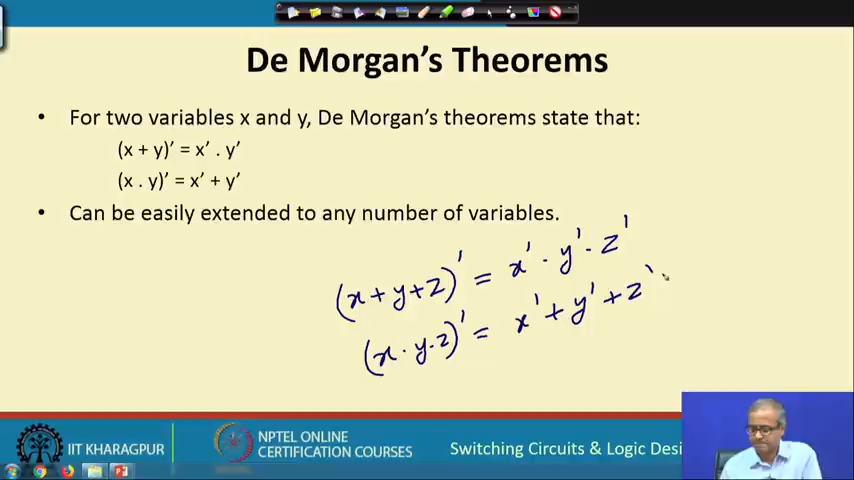 De Morgan's Theorems
• For two variables x and y, De Morgan's theorems state that:
(x + y)' = x' . y'
(x . y)' = x' + y'
• Can be easily extended to any number of variables.
(x + y + z)' = x' . y' . z'
(x . y . z)' = x' + y' + z'
IIT KHARAGPUR
NPTEL ONLINE
CERTIFICATION COURSES
Switching Circuits & Logic Desi